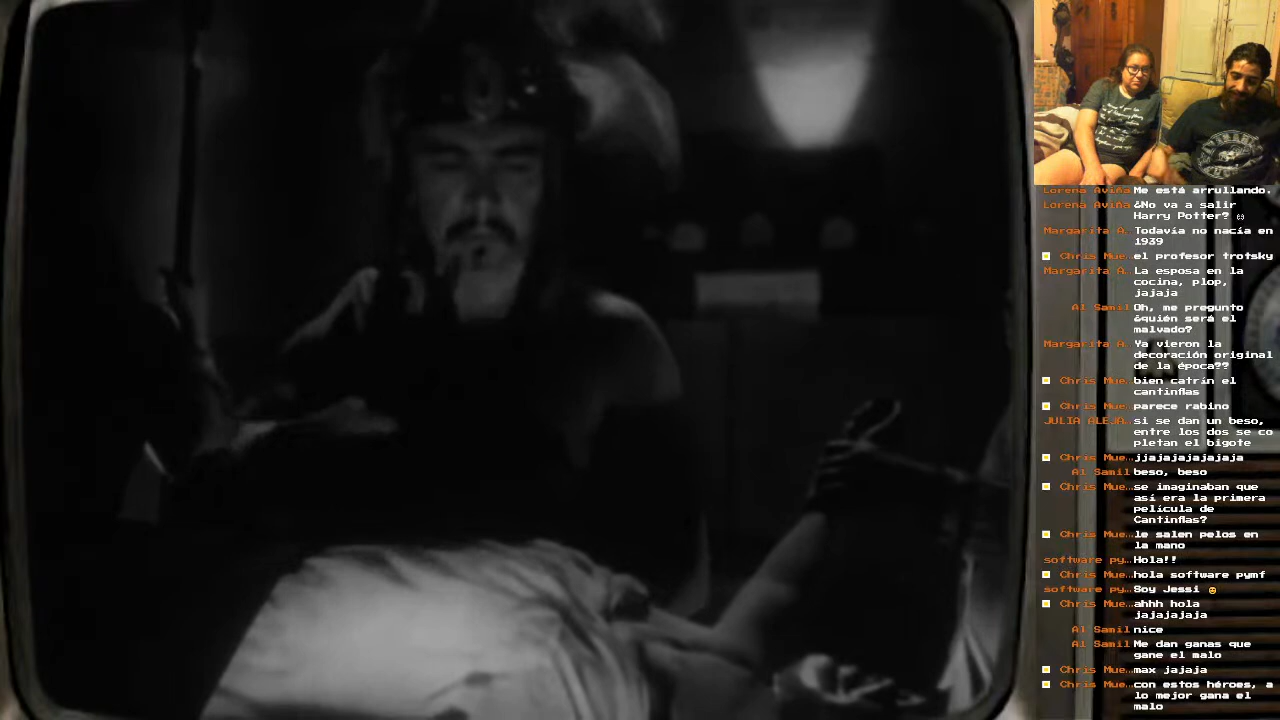 Lorena Aviña Me está arrullando.
Lorena Aviña ¿No va a salir
Harry Potter?
Margarita A. Todavía no nacía en
1939
Chris Mue… el profesor trotsky
Margarita A. La esposa en la
cocina, plop,
jajaja
Al Samil Oh, me pregunto
¿quién será el
malvado?
Margarita A. Ya vieron la
decoración original
de la época??
Chris Mue… bien catrín el
cantinflas
Chris Mue… parece rabino
JULIA ALEJA… si se dan un beso,
entre los dos se co
pletan el bigote
Chris Mue… jjajajajajajaja
Al Samil beso, beso
Chris Mue… se imaginaban que
así era la primera
película de
Cantinflas?
Chris Mue… le salen pelos en
la mano
software py… Hola!!
Chris Mue… hola software pymf
software py… Soy Jessi
Chris Mue… ahhh hola
jajajajaja
Al Samil nice
Al Samil Me dan ganas que
gane el malo
Chris Mue… max jajaja
Chris Mue… con estos héroes, a
lo mejor gana el
malo